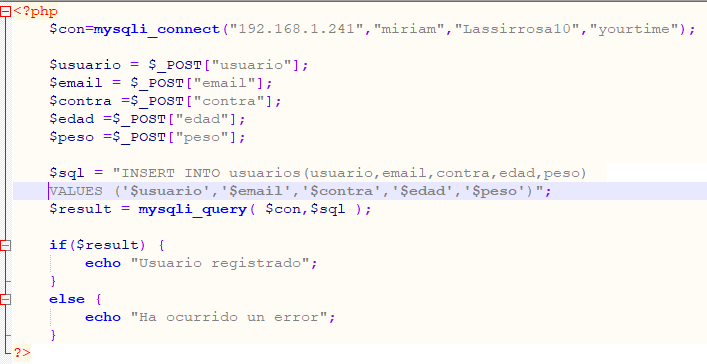 <?php
$con=mysqli_connect("192.168.1.241","miriam","Lassirrosa10","yourtime");
$usuario = $_POST["usuario"];
$email = $_POST["email"];
$contra =$_POST["contra"];
$edad =$_POST["edad"];
$peso =$_POST["peso"];
$sql = "INSERT INTO usuarios(usuario,email,contra,edad,peso)
VALUES ('$usuario','$email','$contra','$edad','$peso')";
$result = mysqli_query( $con,$sql );
if($result) {
echo "Usuario registrado";
}
else {
echo "Ha ocurrido un error";
}
?>